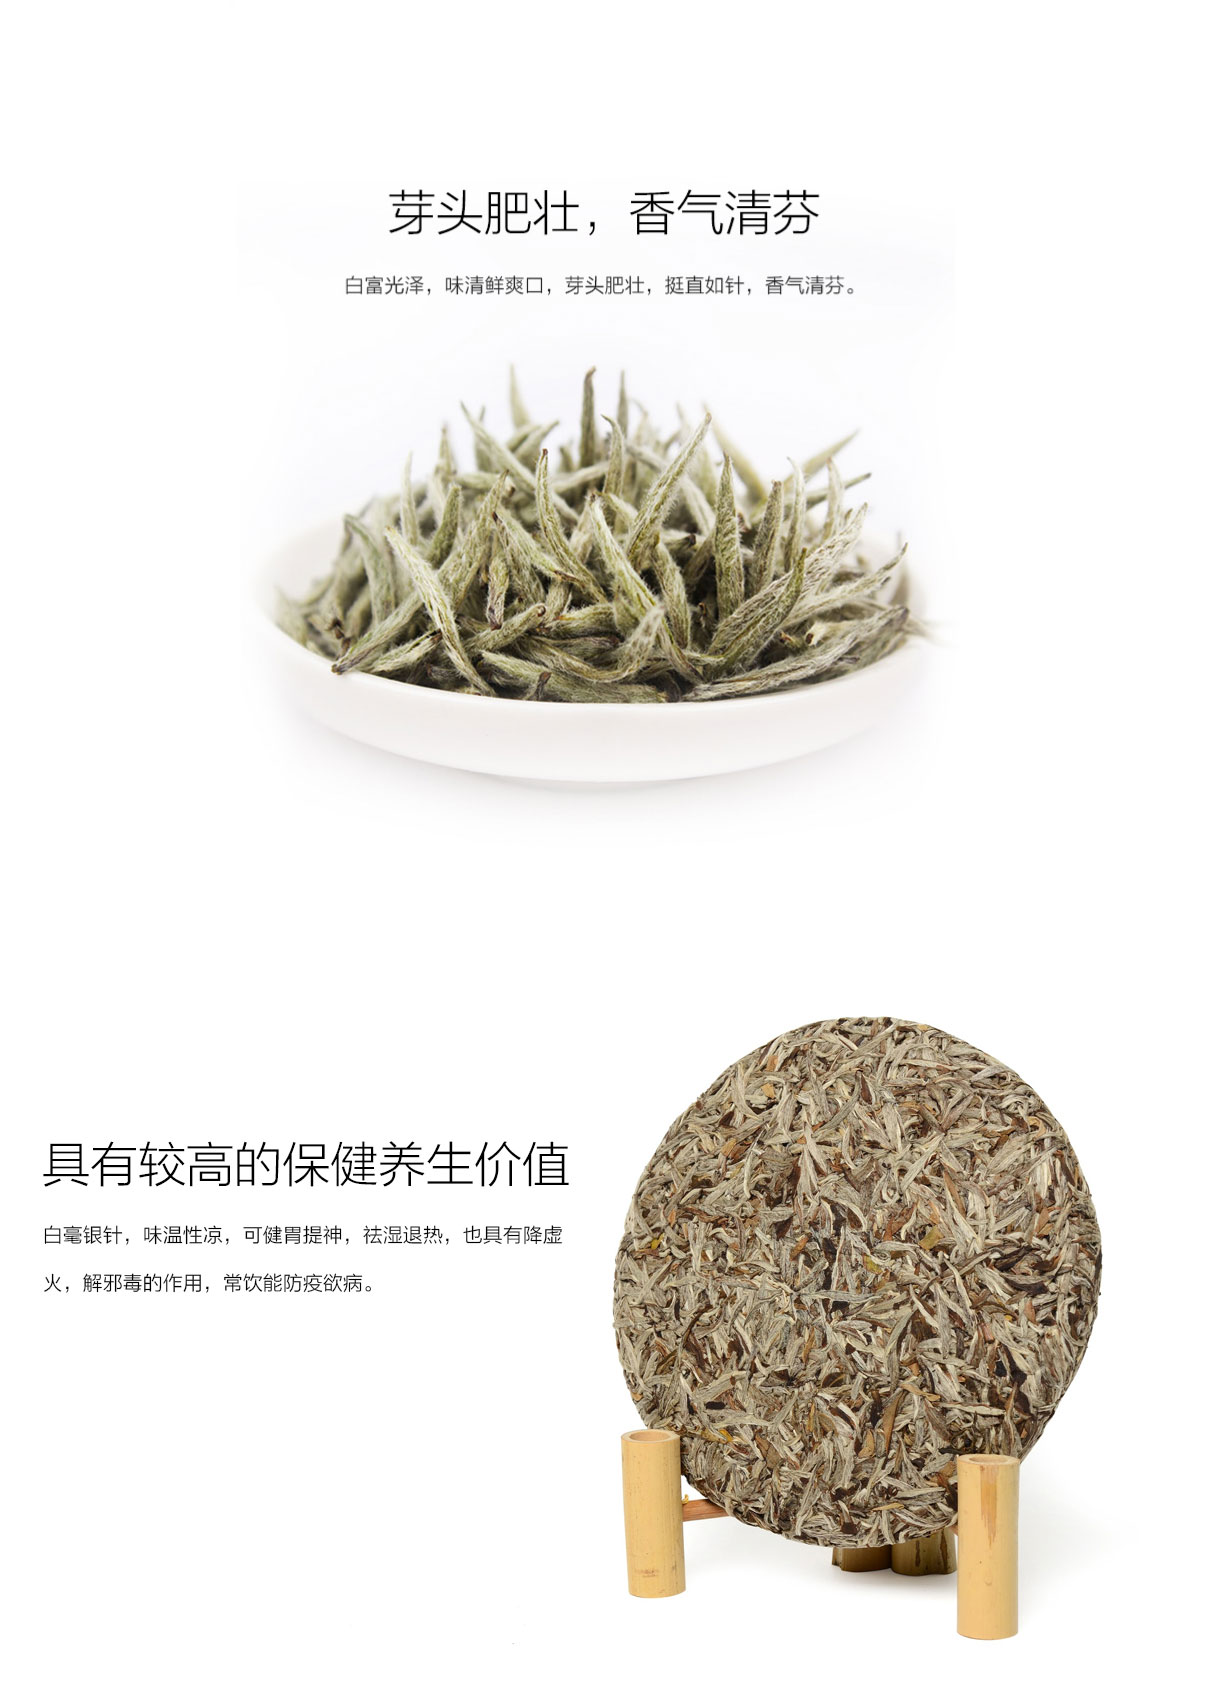 芽头肥壮，香气清芬
白富光泽，味清鲜爽口，芽头肥壮，挺直如针，香气清芬。
具有较高的保健养生价值
白毫银针，味温性凉，可健胃提神，祛湿退热，也具有降虚
火，解邪毒的作用，常饮能防疫欲病。